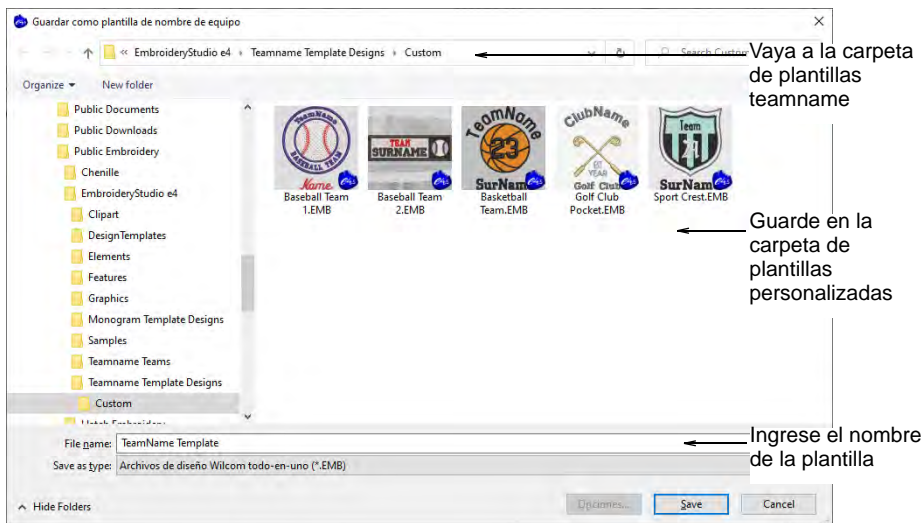 Guardar como plantilla de nombre de equipo
« EmbroideryStudio e4 › Teamname Template Designs › Custom
Search Custom
Vaya a la carpeta
de plantillas
teamname
Organize
New folder
Public Documents
Public Downloads
Public Embroidery
Chenille
EmbroideryStudio e4
Clipart
DesignTemplates
Elements
Features
Graphics
Monogram Template Designs
Samples
Teamname Teams
Teamname Template Designs
Custom
Hatch Embroidery
TeamName
BASEBALL TEAM
Name
Baseball Team
1.EMB
TEAM
SURNAME
Baseball Team
2.EMB
TeamName
23
SurNam
Basketball
Team.EMB
ClubName
YEAR
Golf Club
Golf Club
Pocket.EMB
Team
21
SurNam
Sport Crest.EMB
Guarde en la
carpeta de
plantillas
personalizadas
File name:
TeamName Template
Ingrese el nombre
de la plantilla
Save as type:
Archivos de diseño Wilcom todo-en-uno (*.EMB)
Hide Folders
Opciones...
Save
Cancel